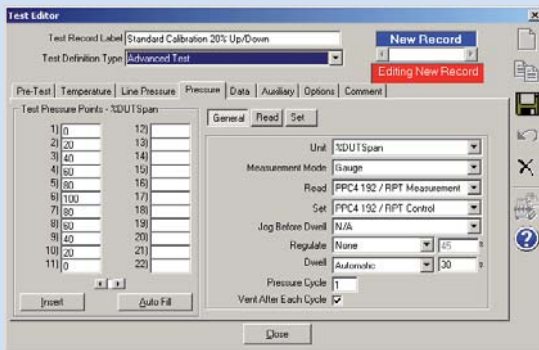 Test Editor
Test Record Label Standard Calibration 20% Up/Down
New Record
Test Definition Type Advanced Test
Editing New Record
Pre-Test Temperature Line Pressure Pressure Data Auxiliary Options Comment
Test Pressure Points - %DUTSpan
General Read Set
1) 0 12)
2) 20 13)
3) 40 14)
4) 60 15)
5) 80 16)
6) 100 17)
7) 80 18)
8) 60 19)
9) 40 20)
10) 20 21)
11) 0 22)
Insert Auto Fill
Unit %DUTSpan
Measurement Mode Gauge
Read PPC4 192 / RPT Measurement
Set PPC4 192 / RPT Control
Jog Before Dwell N/A
Regulate None 45 s
Dwell Automatic 30 s
Pressure Cycle 1
Vent After Each Cycle
Close